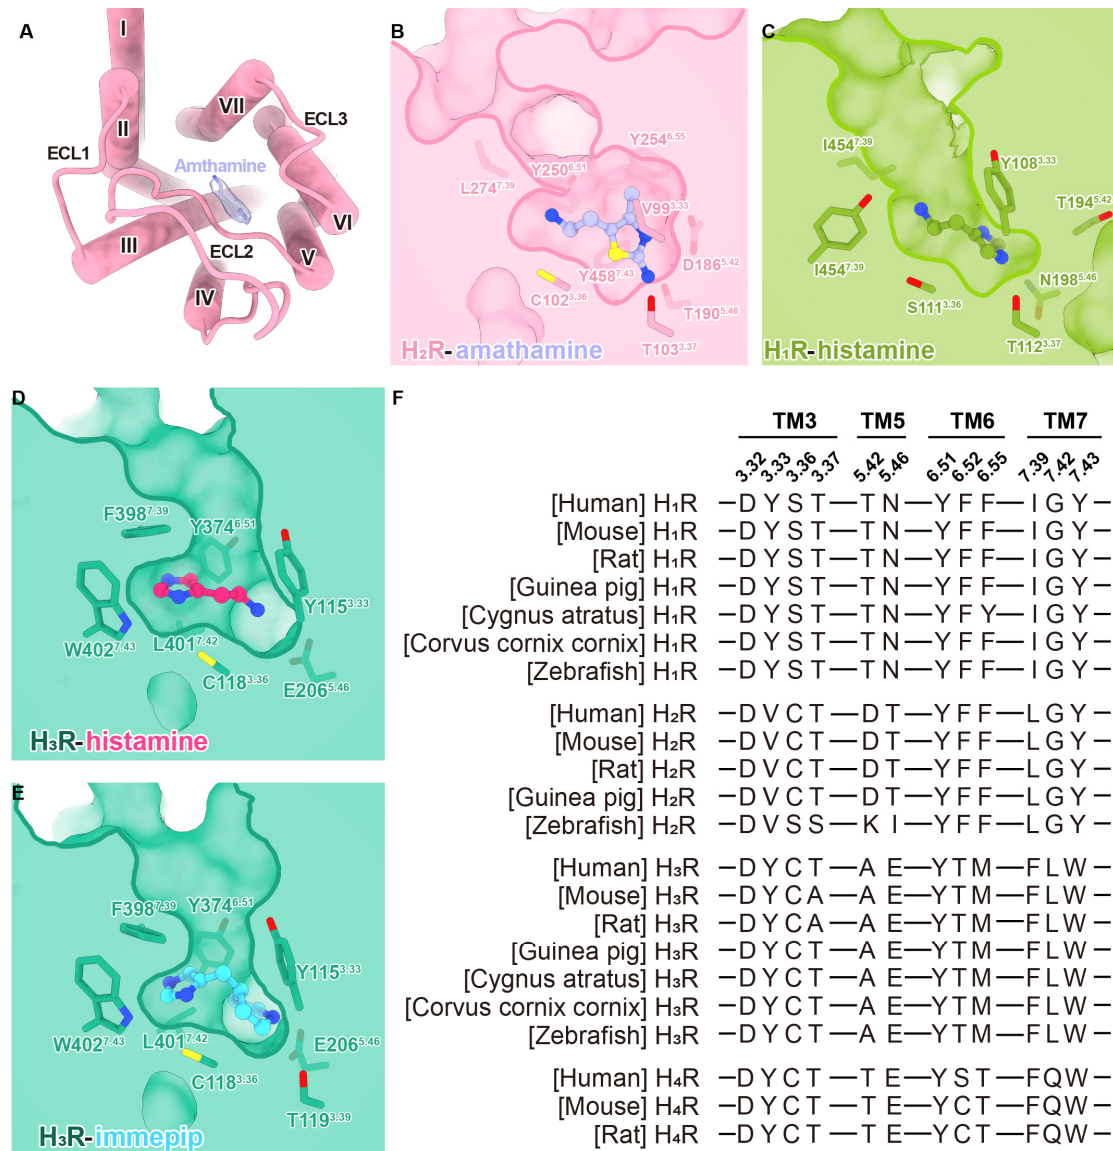 A
I
II
VII
ECL3
ECL1
Amthamine
III
ECL2
V
VI
IV
B
Y254^6.55
Y250^6.51
L274^7.39
Y99^3.33
D186^5.42
Y458^7.43
C102^3.36
T190^5.46
T103^3.37
H₂R-amathamine
C
I454^7.39
Y108^3.33
T194^5.42
I454^7.39
N198^5.46
S111^3.36
T112^3.37
H₁R-histamine
D
F398^7.39
Y374^6.51
Y115^3.33
W402^7.43
L401^7.42
C118^3.36
E206^5.46
H₃R-histamine
E
Y374^6.51
F398^7.39
Y115^3.33
W402^7.43
L401^7.42
E206^5.46
C118^3.36
T119^3.39
H₃R-immepip
F
TM3 TM5 TM6 TM7
3.32 3.33 3.36 3.37 5.42 5.46 6.51 6.52 6.55 7.39 7.42 7.43
[Human] H₁R –D Y S T –T N –Y F F –I G Y –
[Mouse] H₁R –D Y S T –T N –Y F F –I G Y –
[Rat] H₁R –D Y S T –T N –Y F F –I G Y –
[Guinea pig] H₁R –D Y S T –T N –Y F F –I G Y –
[Cygnus atratus] H₁R –D Y S T –T N –Y F Y –I G Y –
[Corvus cornix cornix] H₁R –D Y S T –T N –Y F F –I G Y –
[Zebrafish] H₁R –D Y S T –T N –Y F F –I G Y –
[Human] H₂R –D V C T –D T –Y F F –L G Y –
[Mouse] H₂R –D V C T –D T –Y F F –L G Y –
[Rat] H₂R –D V C T –D T –Y F F –L G Y –
[Guinea pig] H₂R –D V C T –D T –Y F F –L G Y –
[Zebrafish] H₂R –D V S S –K I –Y F F –L G Y –
[Human] H₃R –D Y C T –A E –Y T M –F L W –
[Mouse] H₃R –D Y C A –A E –Y T M –F L W –
[Rat] H₃R –D Y C A –A E –Y T M –F L W –
[Guinea pig] H₃R –D Y C T –A E –Y T M –F L W –
[Cygnus atratus] H₃R –D Y C T –A E –Y T M –F L W –
[Corvus cornix cornix] H₃R –D Y C T –A E –Y T M –F L W –
[Zebrafish] H₃R –D Y C T –A E –Y T M –F L W –
[Human] H₄R –D Y C T –T E –Y S T –F Q W –
[Mouse] H₄R –D Y C T –T E –Y C T –F Q W –
[Rat] H₄R –D Y C T –T E –Y C T –F Q W –